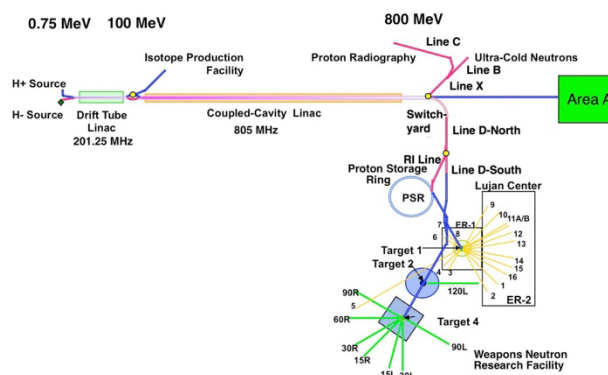 0.75 MeV
100 MeV
800 MeV
Line C
Isotope Production
Facility
Proton Radiography
Ultra-Cold Neutrons
Line B
H+ Source
Line X
Area A
H- Source
Drift Tube
Linac
201.25 MHz
Coupled-Cavity Linac
805 MHz
Switch-
yard
Line D-North
RI Line
Proton Storage
Ring
Line D-South
Lujan Center
PSR
9
10
11A/B
7
ER-1
8
12
6
13
Target 1
14
Target 2
15
4
3
16
1
120L
2
ER-2
90R
5
60R
Target 4
30R
90L
15R
Weapons Neutron
Research Facility
15L
30L